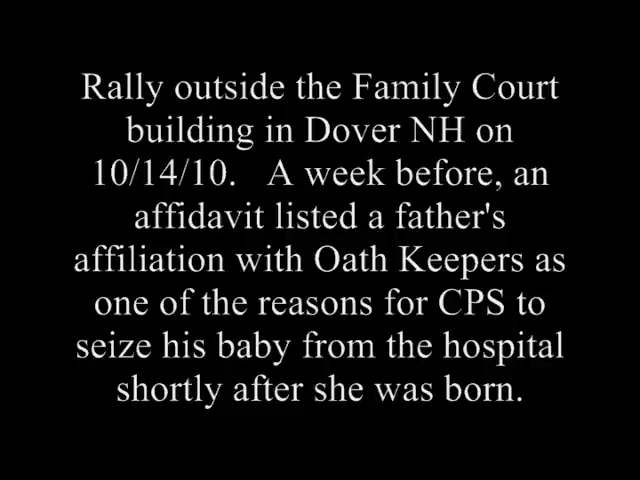 Rally outside the Family Court
building in Dover NH on
10/14/10.   A week before, an
affidavit listed a father's
affiliation with Oath Keepers as
one of the reasons for CPS to
seize his baby from the hospital
shortly after she was born.